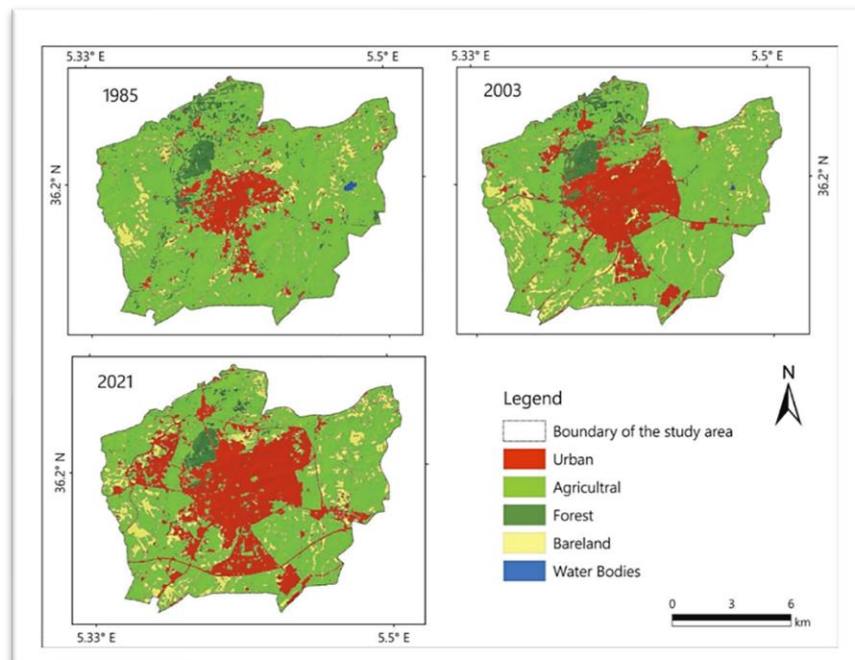 5.33° E
5.5° E
5.33° E
5.5° E
1985
2003
36.2° N
36.2° N
2021
36.2° N
5.33° E
5.5° E
Legend
Boundary of the study area
Urban
Agricultral
Forest
Bareland
Water Bodies
N
0 3 6
km